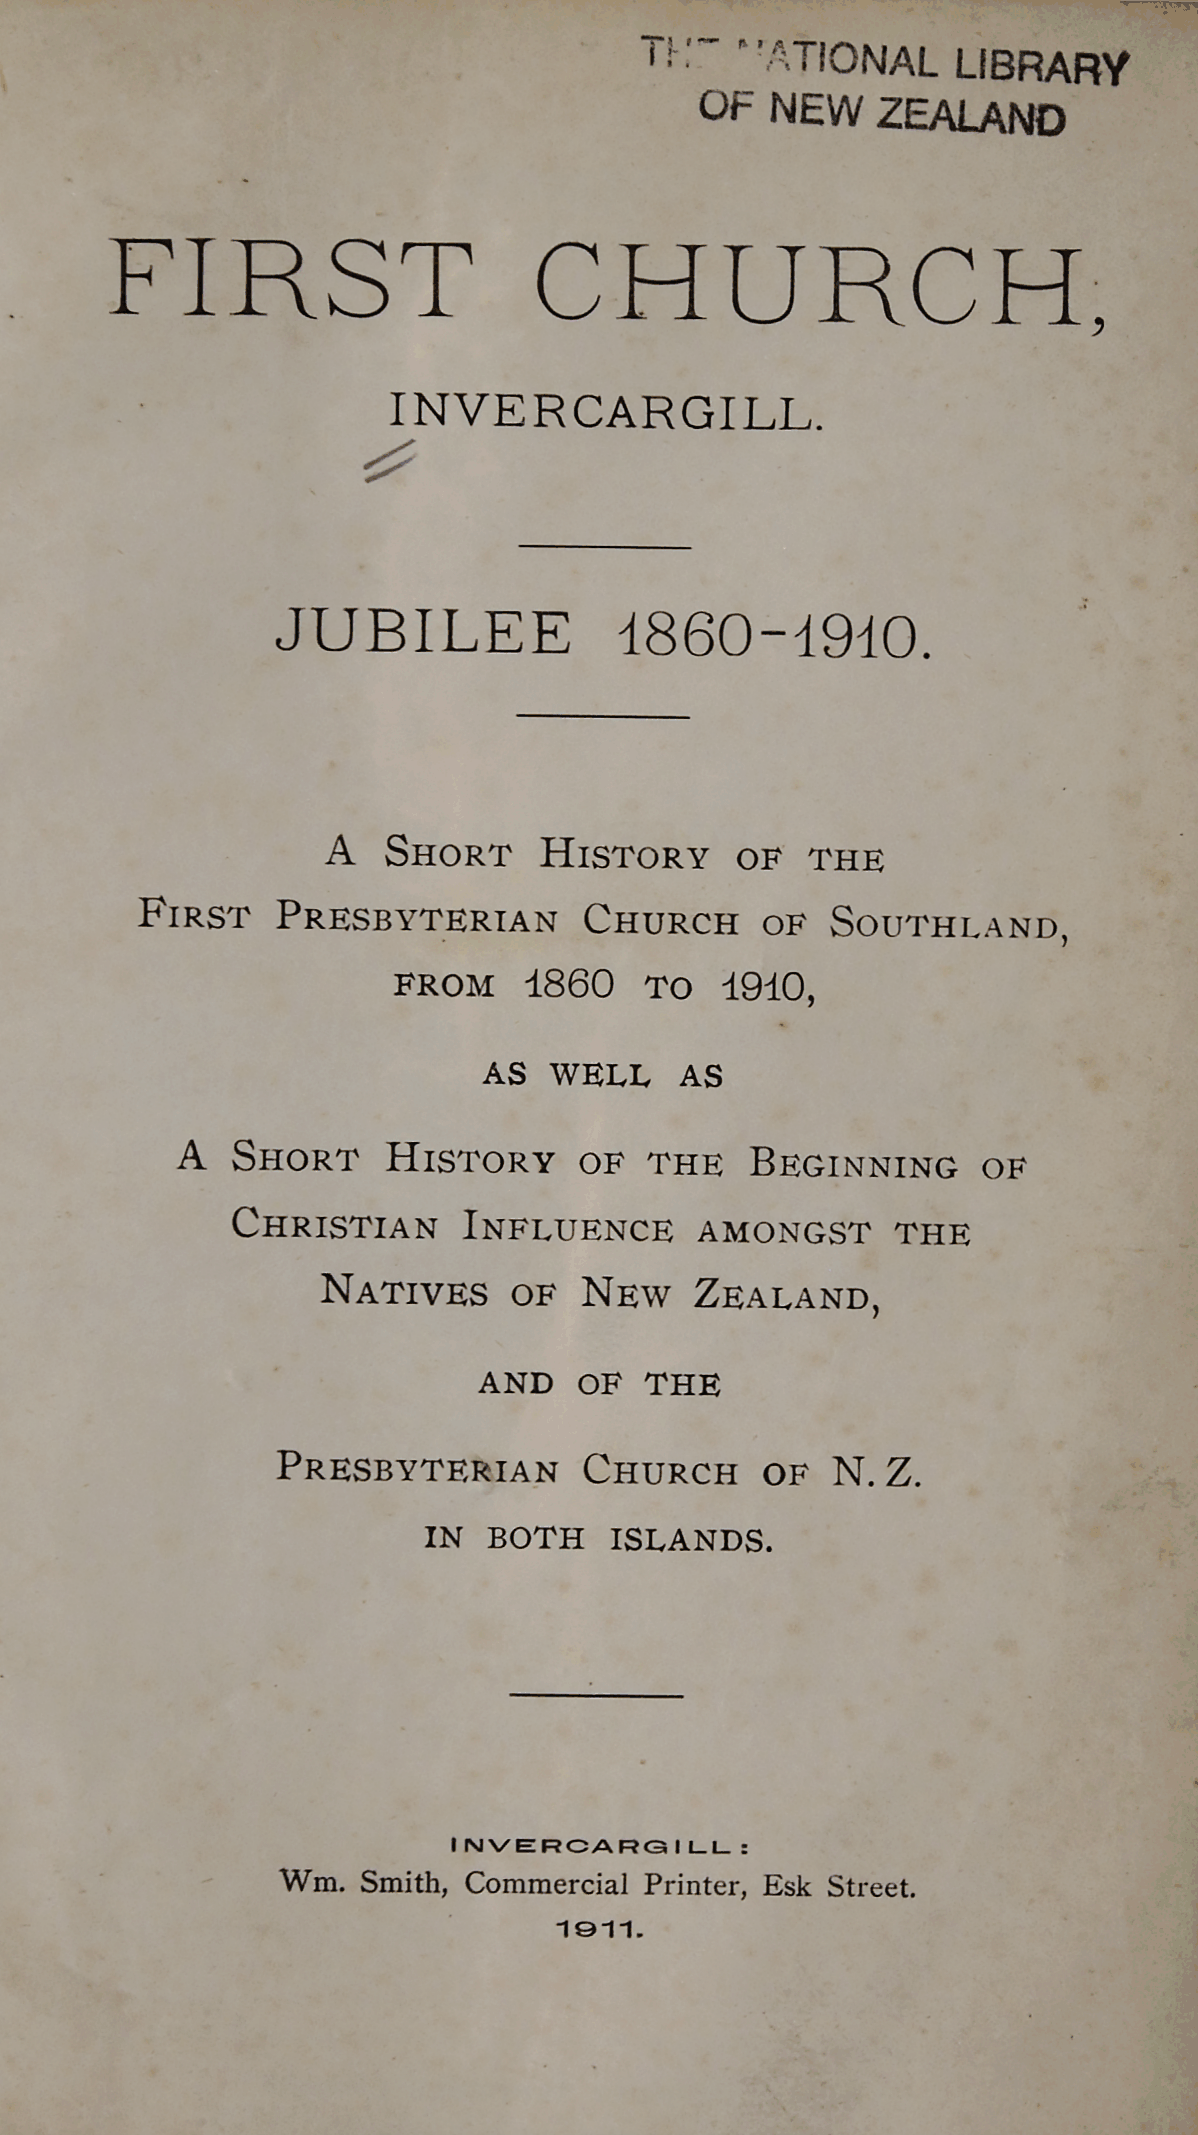 THE NATIONAL LIBRARY
OF NEW ZEALAND
FIRST CHURCH,
INVERCARGILL.
JUBILEE 1860-1910.
A SHORT HISTORY OF THE
FIRST PRESBYTERIAN CHURCH OF SOUTHLAND,
FROM 1860 TO 1910,
AS WELL AS
A SHORT HISTORY OF THE BEGINNING OF
CHRISTIAN INFLUENCE AMONGST THE
NATIVES OF NEW ZEALAND,
AND OF THE
PRESBYTERIAN CHURCH OF N.Z.
IN BOTH ISLANDS.
INVERCARGILL:
Wm. Smith, Commercial Printer, Esk Street.
1911.